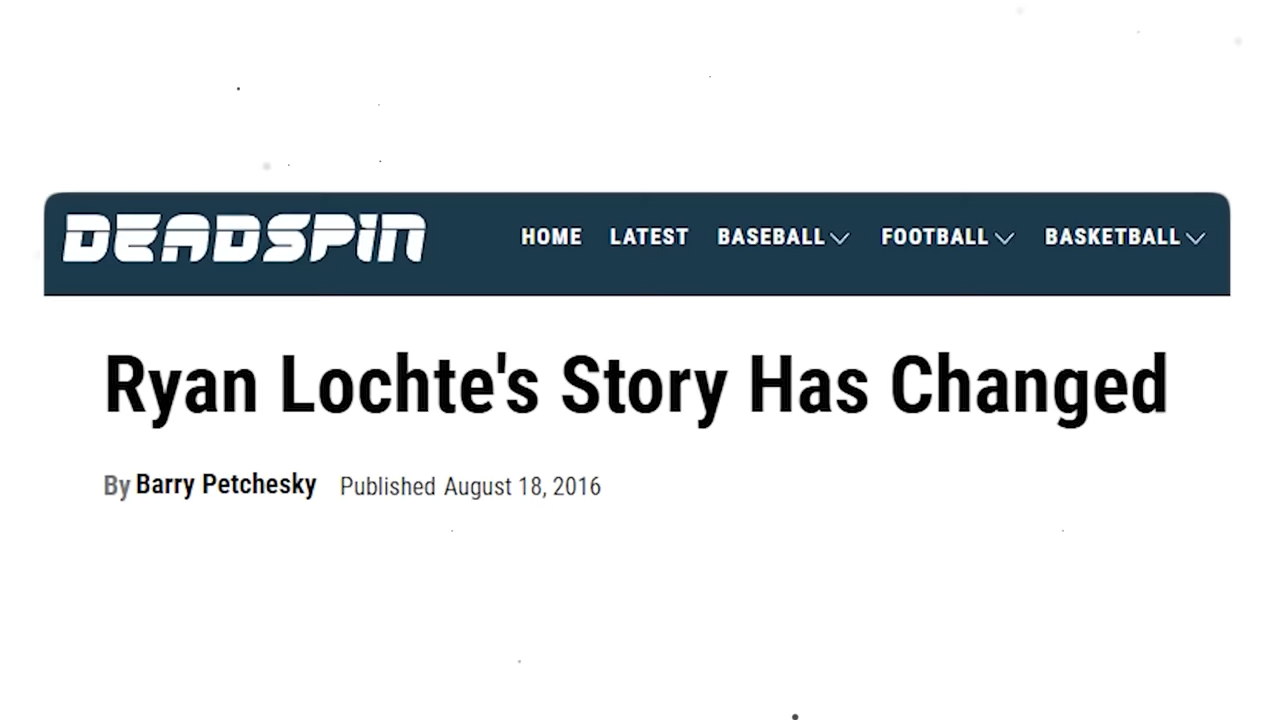 DEADSPIN HOME LATEST BASEBALL FOOTBALL BASKETBALL
Ryan Lochte's Story Has Changed
By Barry Petchesky Published August 18, 2016